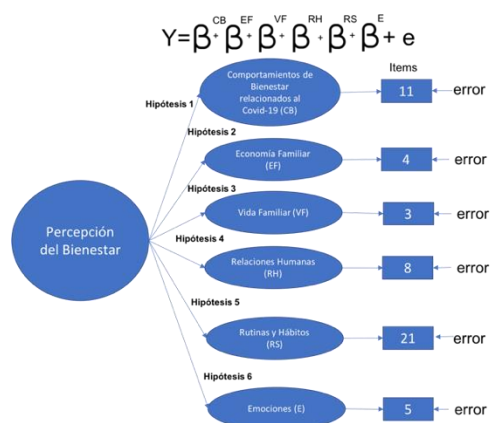 Y=β+β+β+β+β+β+ e
CB EF VF RH RS E
Items
Comportamientos de
Bienestar
relacionados al
Covid-19 (CB)
11
error
Hipótesis 1
Hipótesis 2
Economía Familiar
(EF)
4
error
Hipótesis 3
Vida Familiar (VF)
3
error
Percepción
del Bienestar
Hipótesis 4
Relaciones Humanas
(RH)
8
error
Hipótesis 5
Rutinas y Hábitos
(RS)
21
error
Hipótesis 6
Emociones (E)
5
error